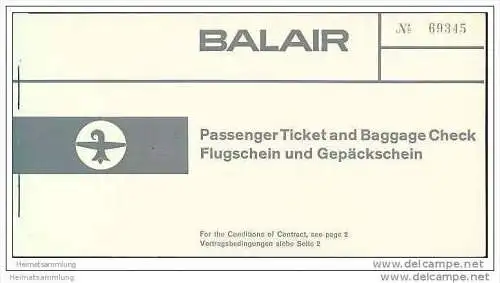 BALAIR
Nº 69345
Passenger Ticket and Baggage Check
Flugschein und Gepäckschein
For the Conditions of Contract, see page 2
Vertragsbedingungen siehe Seite 2
Heimatsammlung
Heimatsammlung
www.delcampe.net
www.delcampe.net